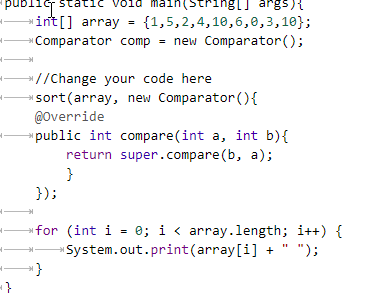 public static void main(String[] args){
int[] array = {1,5,2,4,10,6,0,3,10};
Comparator comp = new Comparator();
//Change your code here
sort(array, new Comparator(){
@Override
public int compare(int a, int b){
return super.compare(b, a);
}
});
for (int i = 0; i < array.length; i++) {
System.out.print(array[i] + " ");
}
}